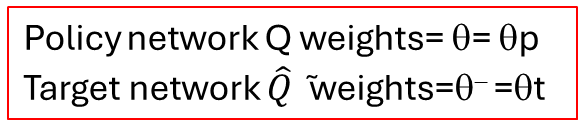 Policy network Q weights= θ= θp
Target network Q̂ ˜weights=θ⁻ =θt